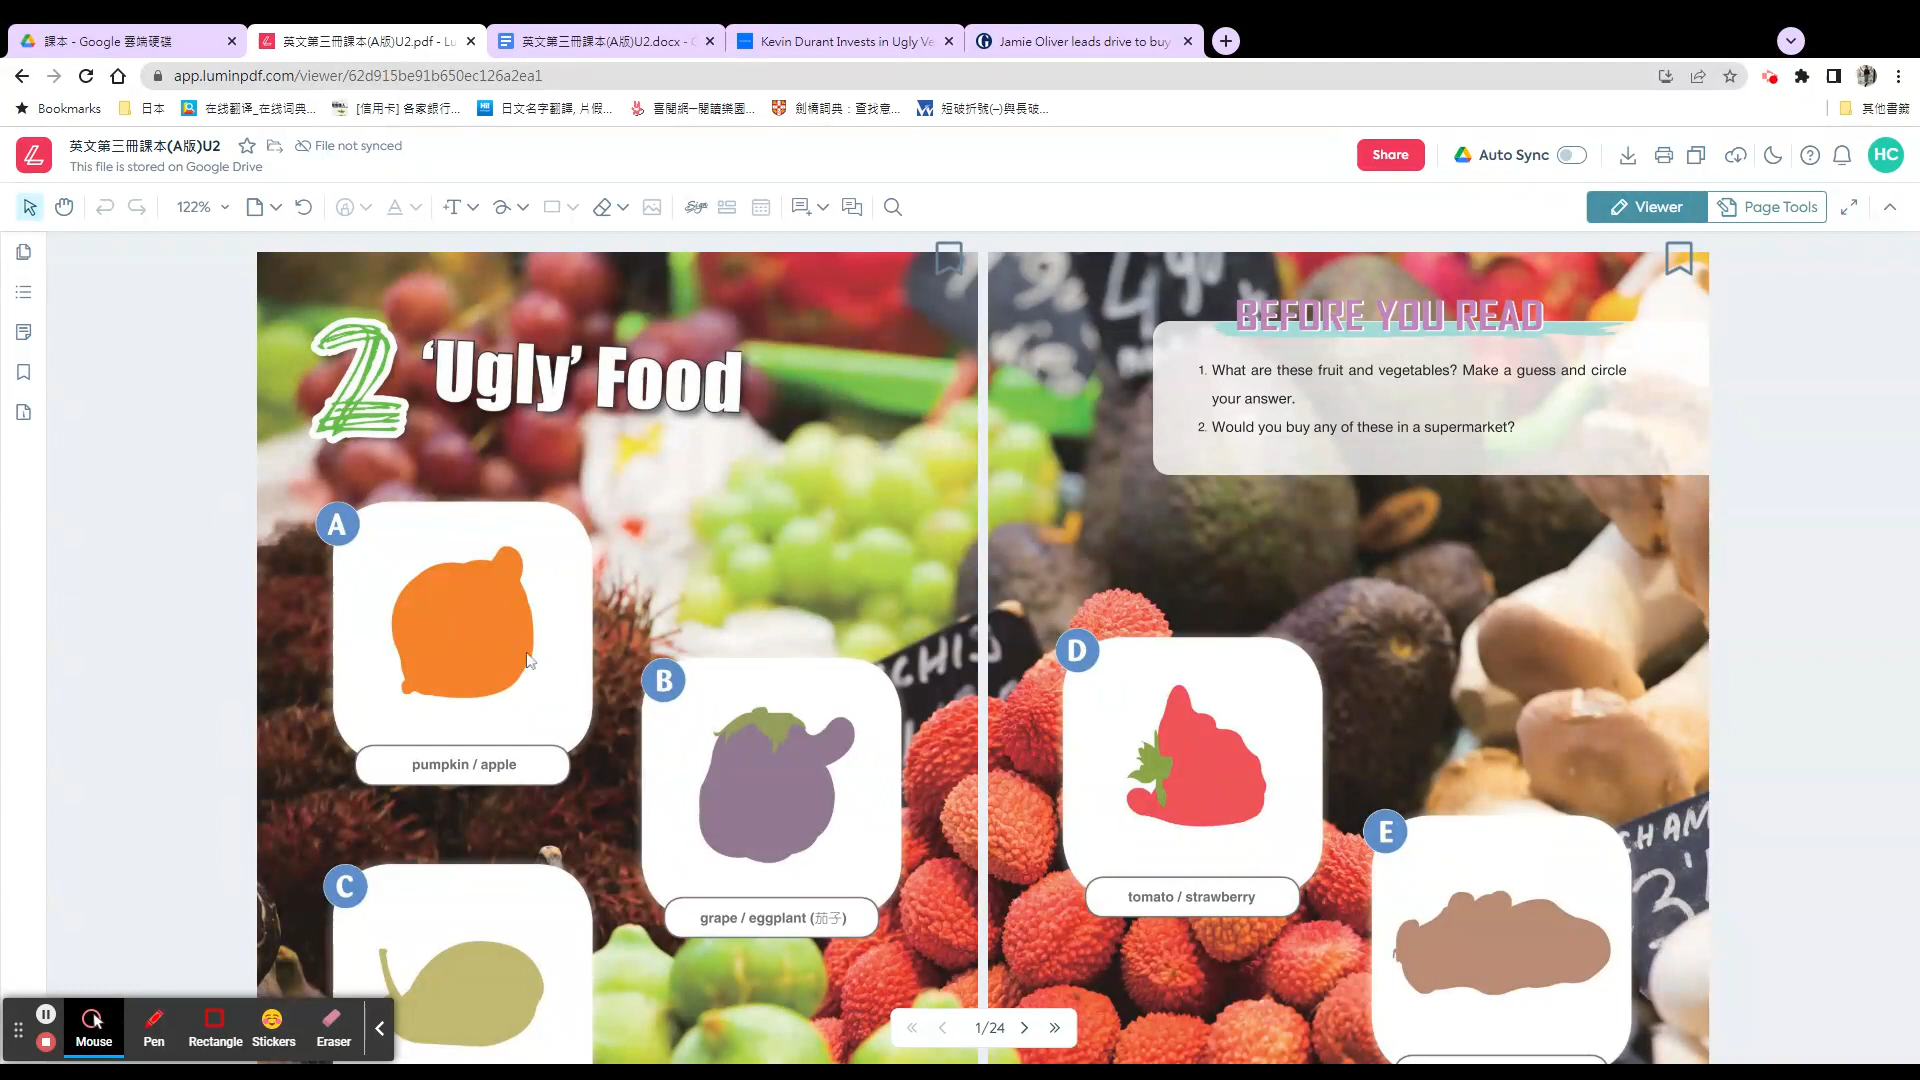 課本 - Google 雲端硬碟
英文第三冊課本(A版)U2.pdf - Lu
英文第三冊課本(A版)U2.docx - G
Kevin Durant Invests in Ugly Ve
Jamie Oliver leads drive to buy
app.luminpdf.com/viewer/62d915be91b650ec126a2ea1
Bookmarks
日本
在线翻译_在线词典...
[信用卡] 各家銀行...
日文名字翻譯, 片假...
喜閱網─閱讀樂園...
劍橋詞典：查找意...
短破折號(–)與長破...
其他書籤
英文第三冊課本(A版)U2
File not synced
This file is stored on Google Drive
Share
Auto Sync
HC
122%
Viewer
Page Tools
2 ‘Ugly’ Food
BEFORE YOU READ
1. What are these fruit and vegetables? Make a guess and circle
your answer.
2. Would you buy any of these in a supermarket?
A
pumpkin / apple
B
grape / eggplant (茄子)
C
D
tomato / strawberry
E
Mouse
Pen
Rectangle
Stickers
Eraser
1/24